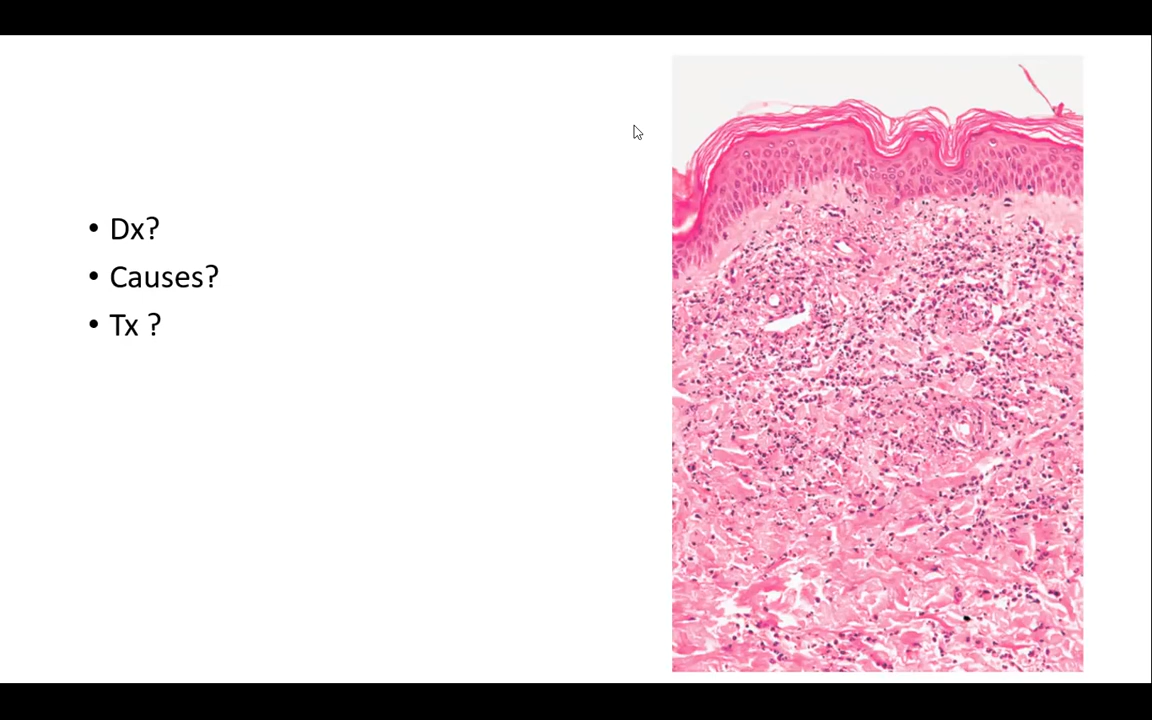 • Dx?
• Causes?
• Tx ?